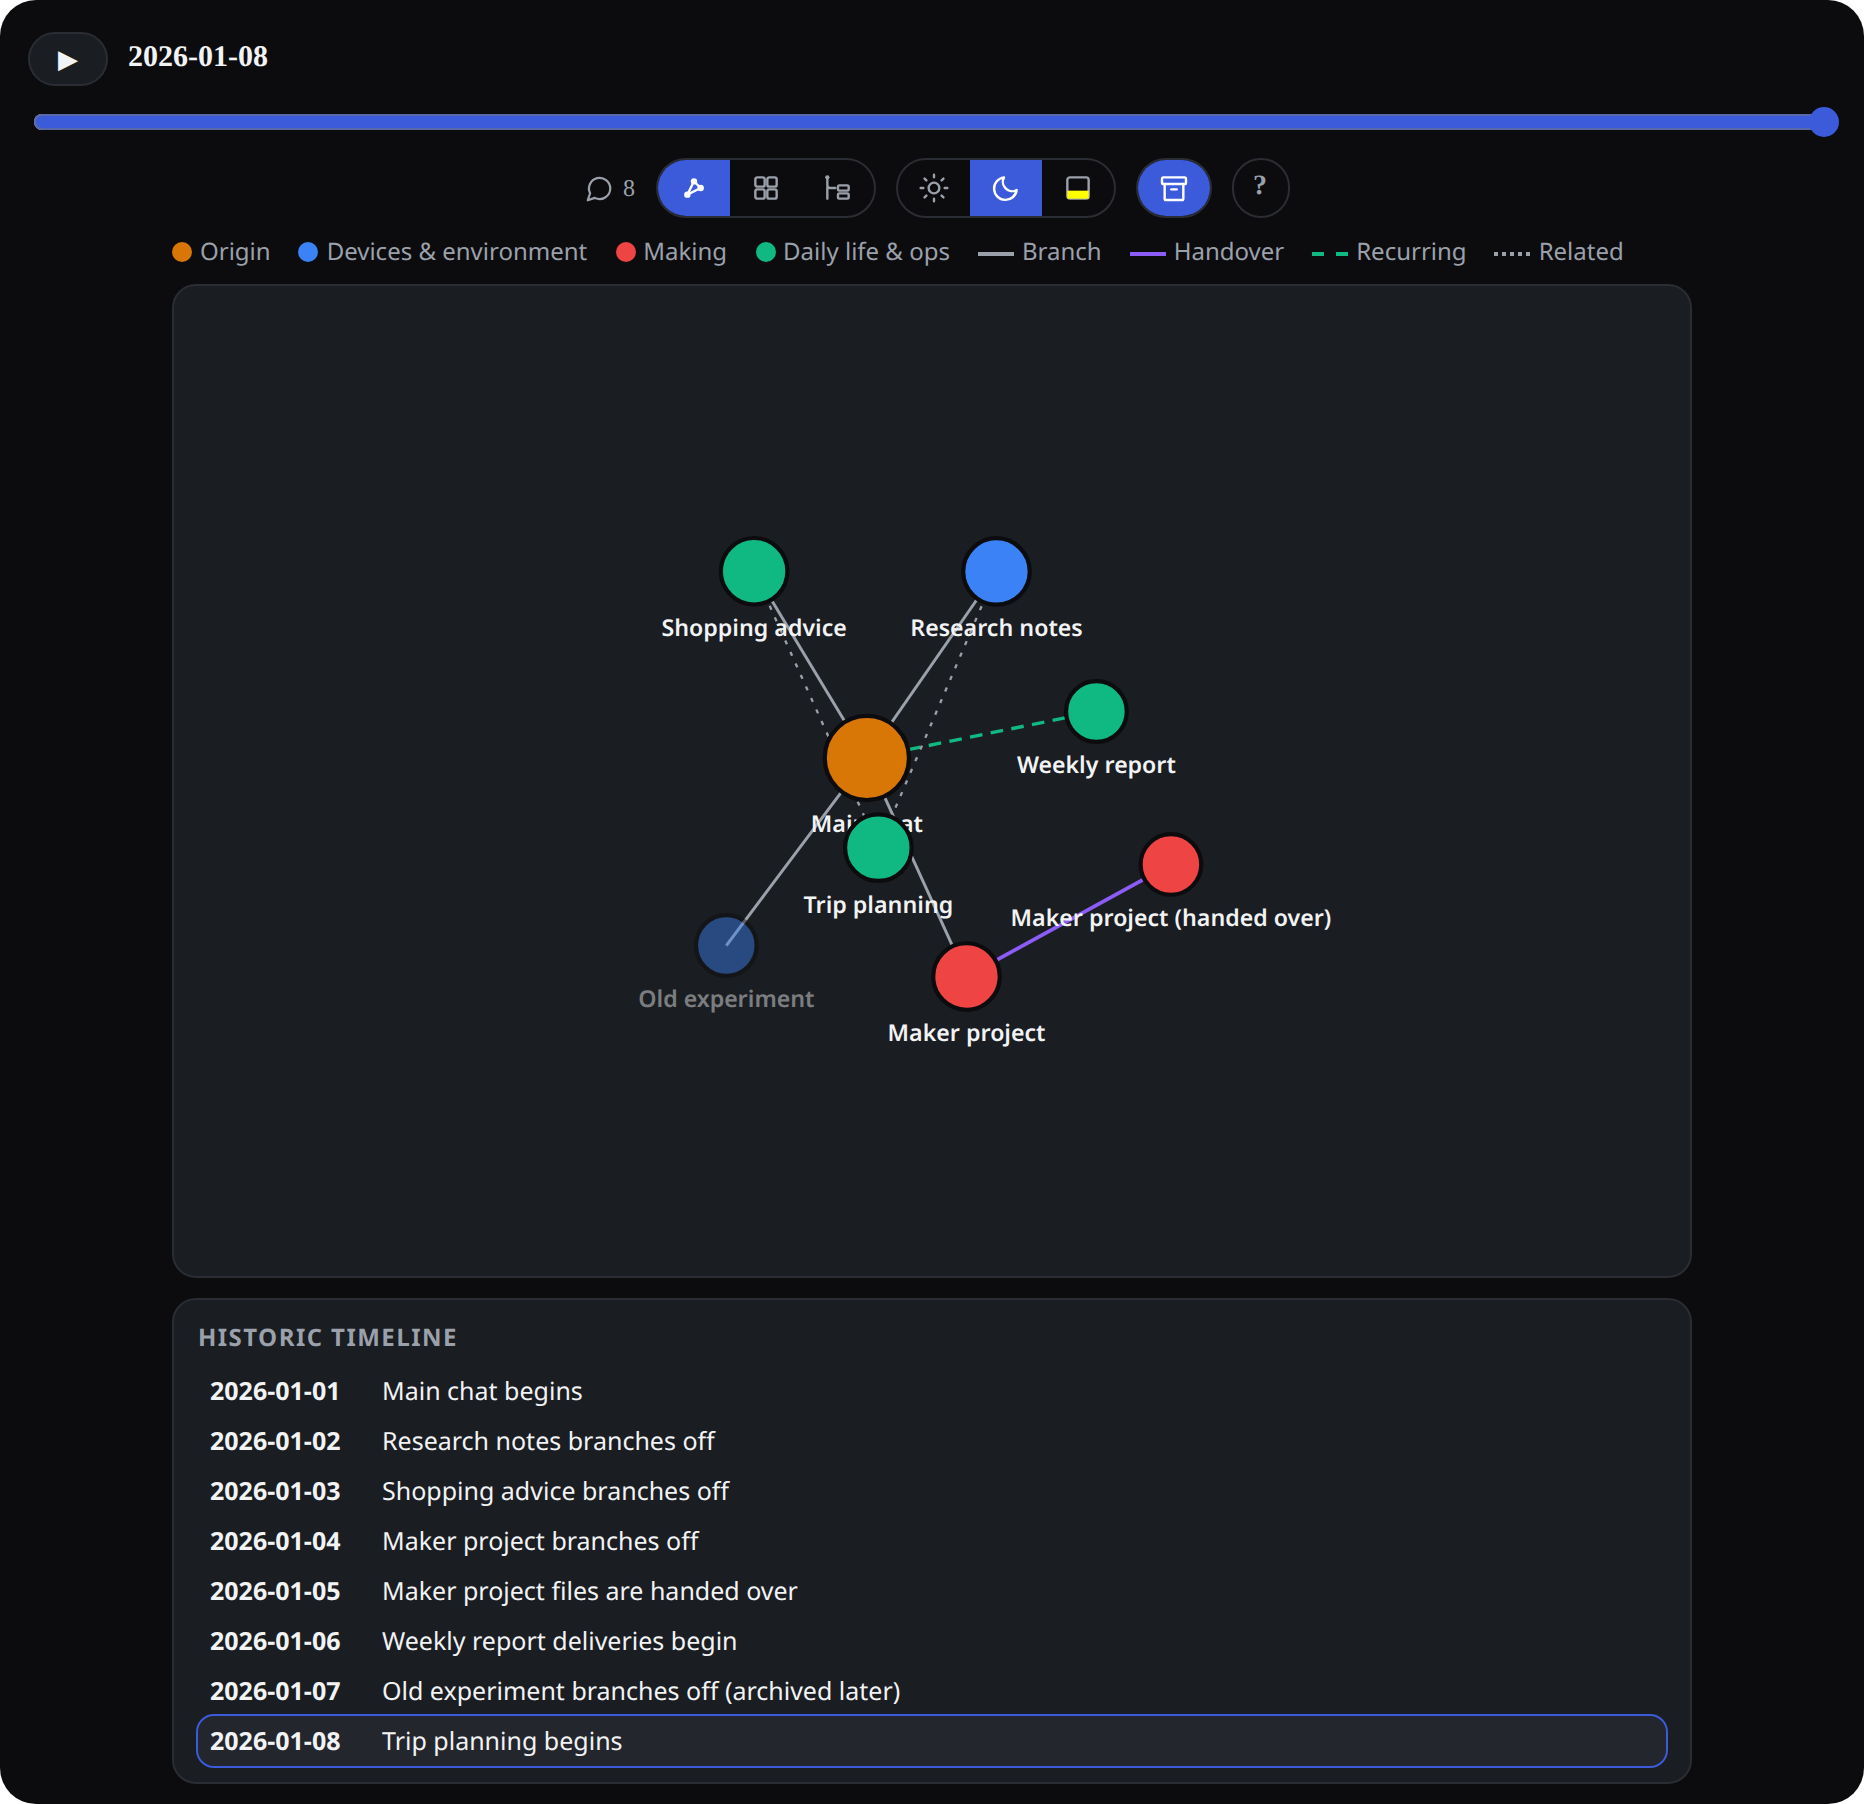 2026-01-08
8
?
Origin Devices & environment Making Daily life & ops Branch Handover Recurring Related
Shopping advice Research notes
Weekly report
Trip planning
Maker project (handed over)
Old experiment
Maker project
HISTORIC TIMELINE
2026-01-01 Main chat begins
2026-01-02 Research notes branches off
2026-01-03 Shopping advice branches off
2026-01-04 Maker project branches off
2026-01-05 Maker project files are handed over
2026-01-06 Weekly report deliveries begin
2026-01-07 Old experiment branches off (archived later)
2026-01-08 Trip planning begins